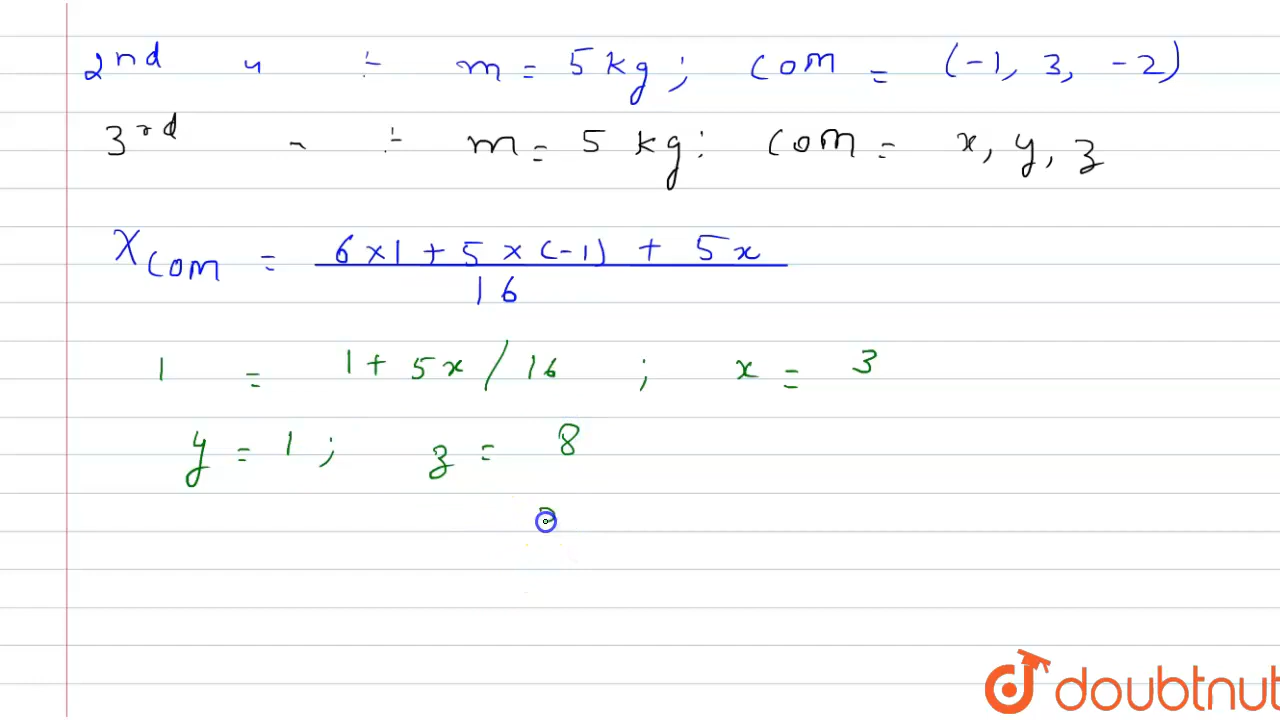 2nd " ÷ m = 5 kg ; COM = (-1, 3, -2)
3rd ~ ÷ m = 5 kg : COM = x, y, z
X COM = 6×1 + 5×(-1) + 5x
16
1 = 1 + 5x / 16 ; x = 3
y = 1 ; z = 8
doubtnut